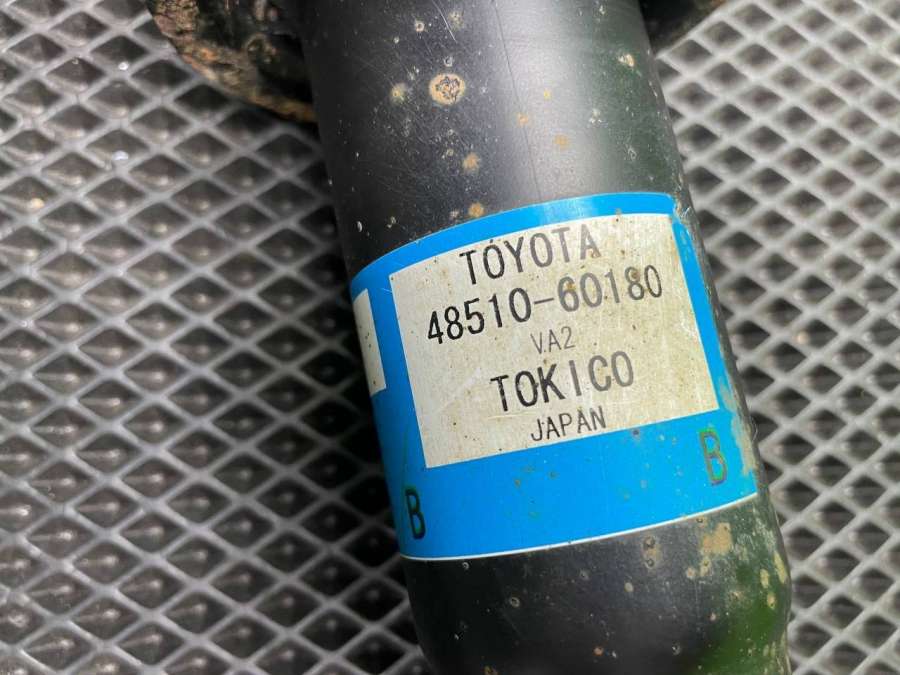 TOYOTA
48510-60180
VA2
TOKICO
JAPAN
B
B